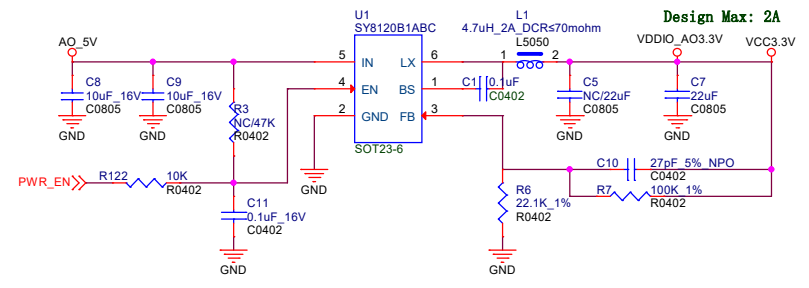 Design Max: 2A
U1
SY8120B1ABC
L1
4.7uH_2A_DCR≤70mohm
L5050
AO_5V
VDDIO_AO3.3V
VCC3.3V
5
IN
LX
6
1
2
C8
10uF_16V
C0805
C9
10uF_16V
C0805
4
EN
BS
1
C1
0.1uF
C0402
C5
NC/22uF
C0805
C7
22uF
C0805
R3
NC/47K
R0402
2
GND
FB
3
GND
GND
GND
GND
SOT23-6
PWR_EN
R122
10K
R0402
GND
C10
27pF_5%_NPO
C0402
R7
100K_1%
R0402
R6
22.1K_1%
R0402
C11
0.1uF_16V
C0402
GND
GND